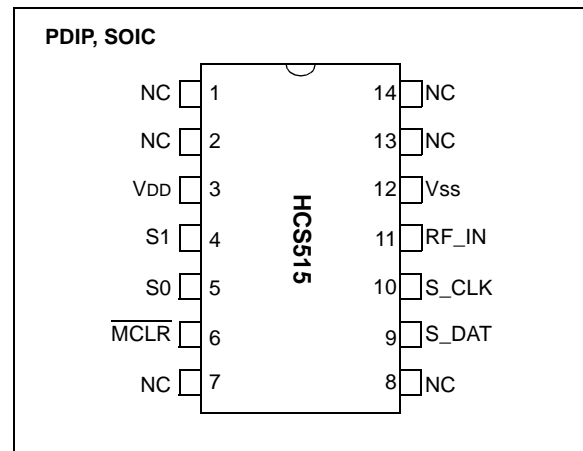 PDIP, SOIC
NC 1 14 NC
NC 2 13 NC
VDD 3 12 Vss
S1 4 11 RF_IN
S0 5 10 S_CLK
MCLR 6 9 S_DAT
NC 7 8 NC
HCS515